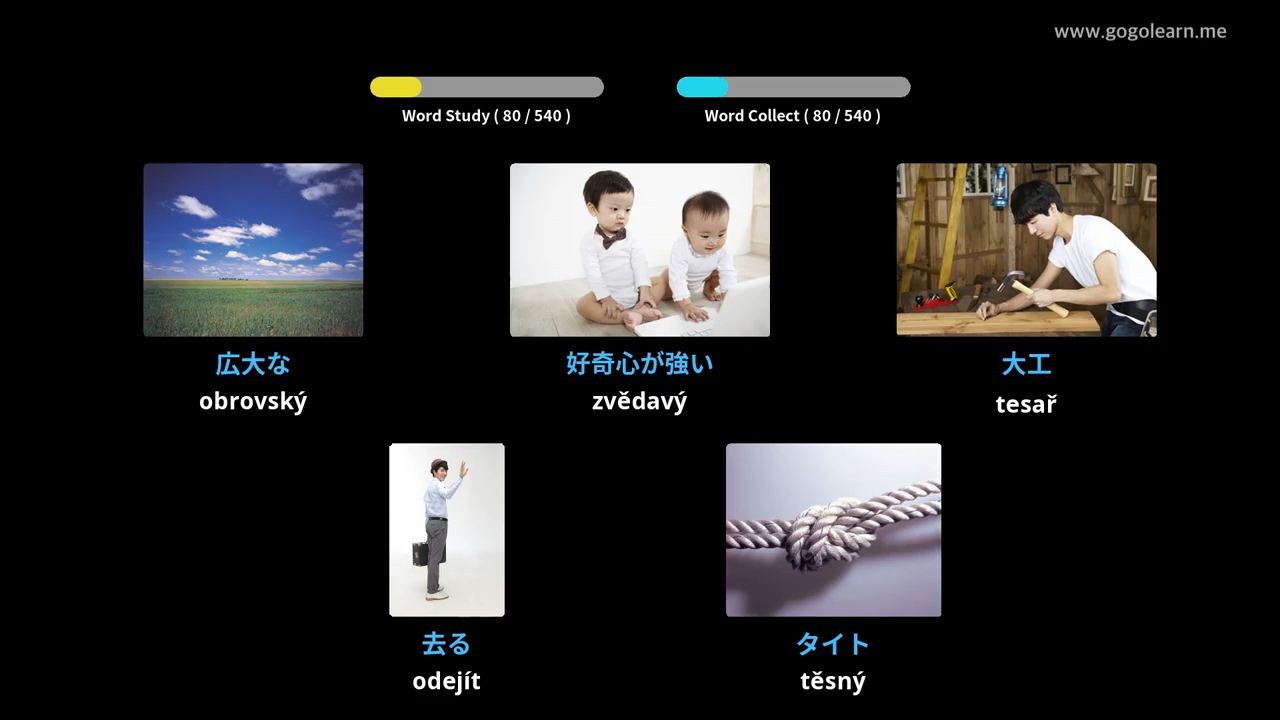 www.gogolearn.me
Word Study ( 80 / 540 )
Word Collect ( 80 / 540 )
広大な
obrovský
好奇心が強い
zvědavý
大工
tesař
去る
odejít
タイト
těsný